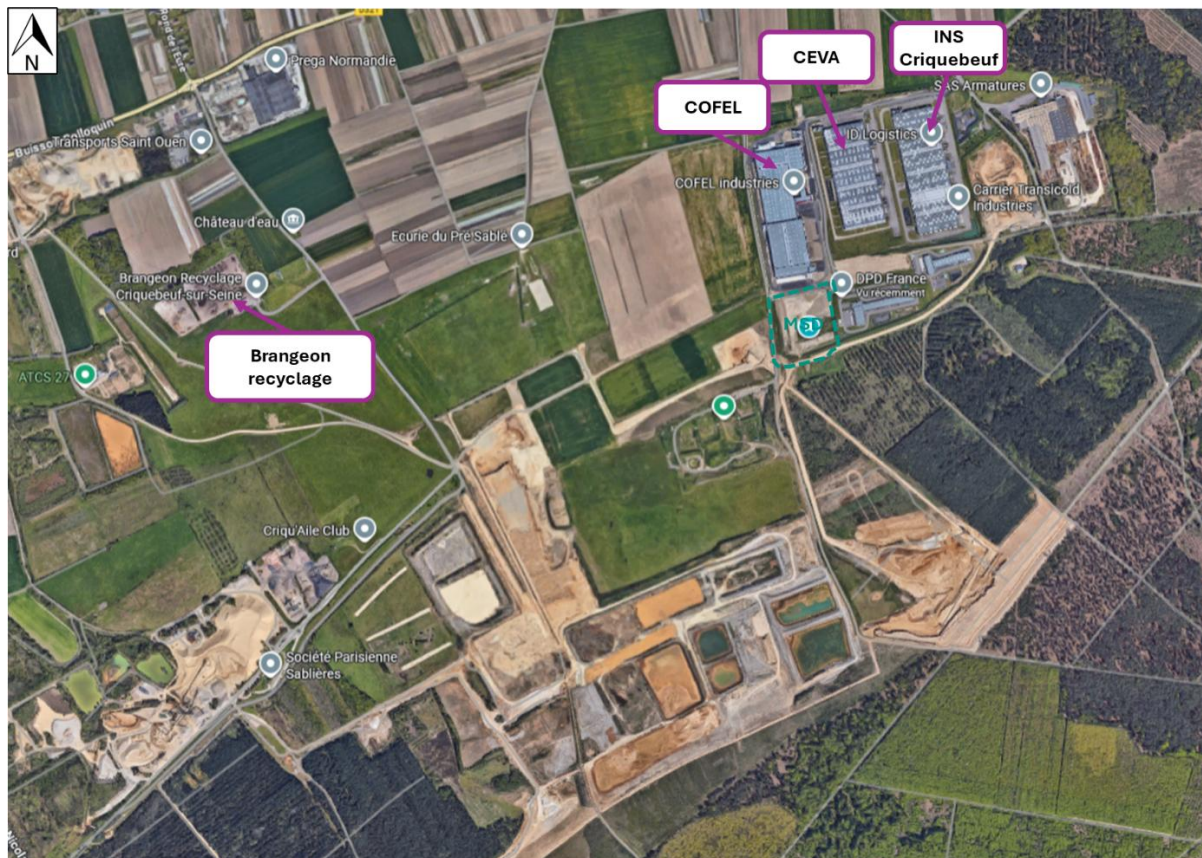 N
D321
Prega Normandie
Transports Saint Ouen
Château d'eau
Ecurie du Pré Sable
Brangeon Recyclage
Criquebeuf-sur-Seine
Brangeon
recyclage
ATCS 27
COFEL
CEVA
INS
Criquebeuf
SAS Armatures
ID Logistics
COFEL industries
Carrier Transicold
Industries
DPD France
Vu récemment
Criqu'Aile Club
Société Parisienne
Sablières